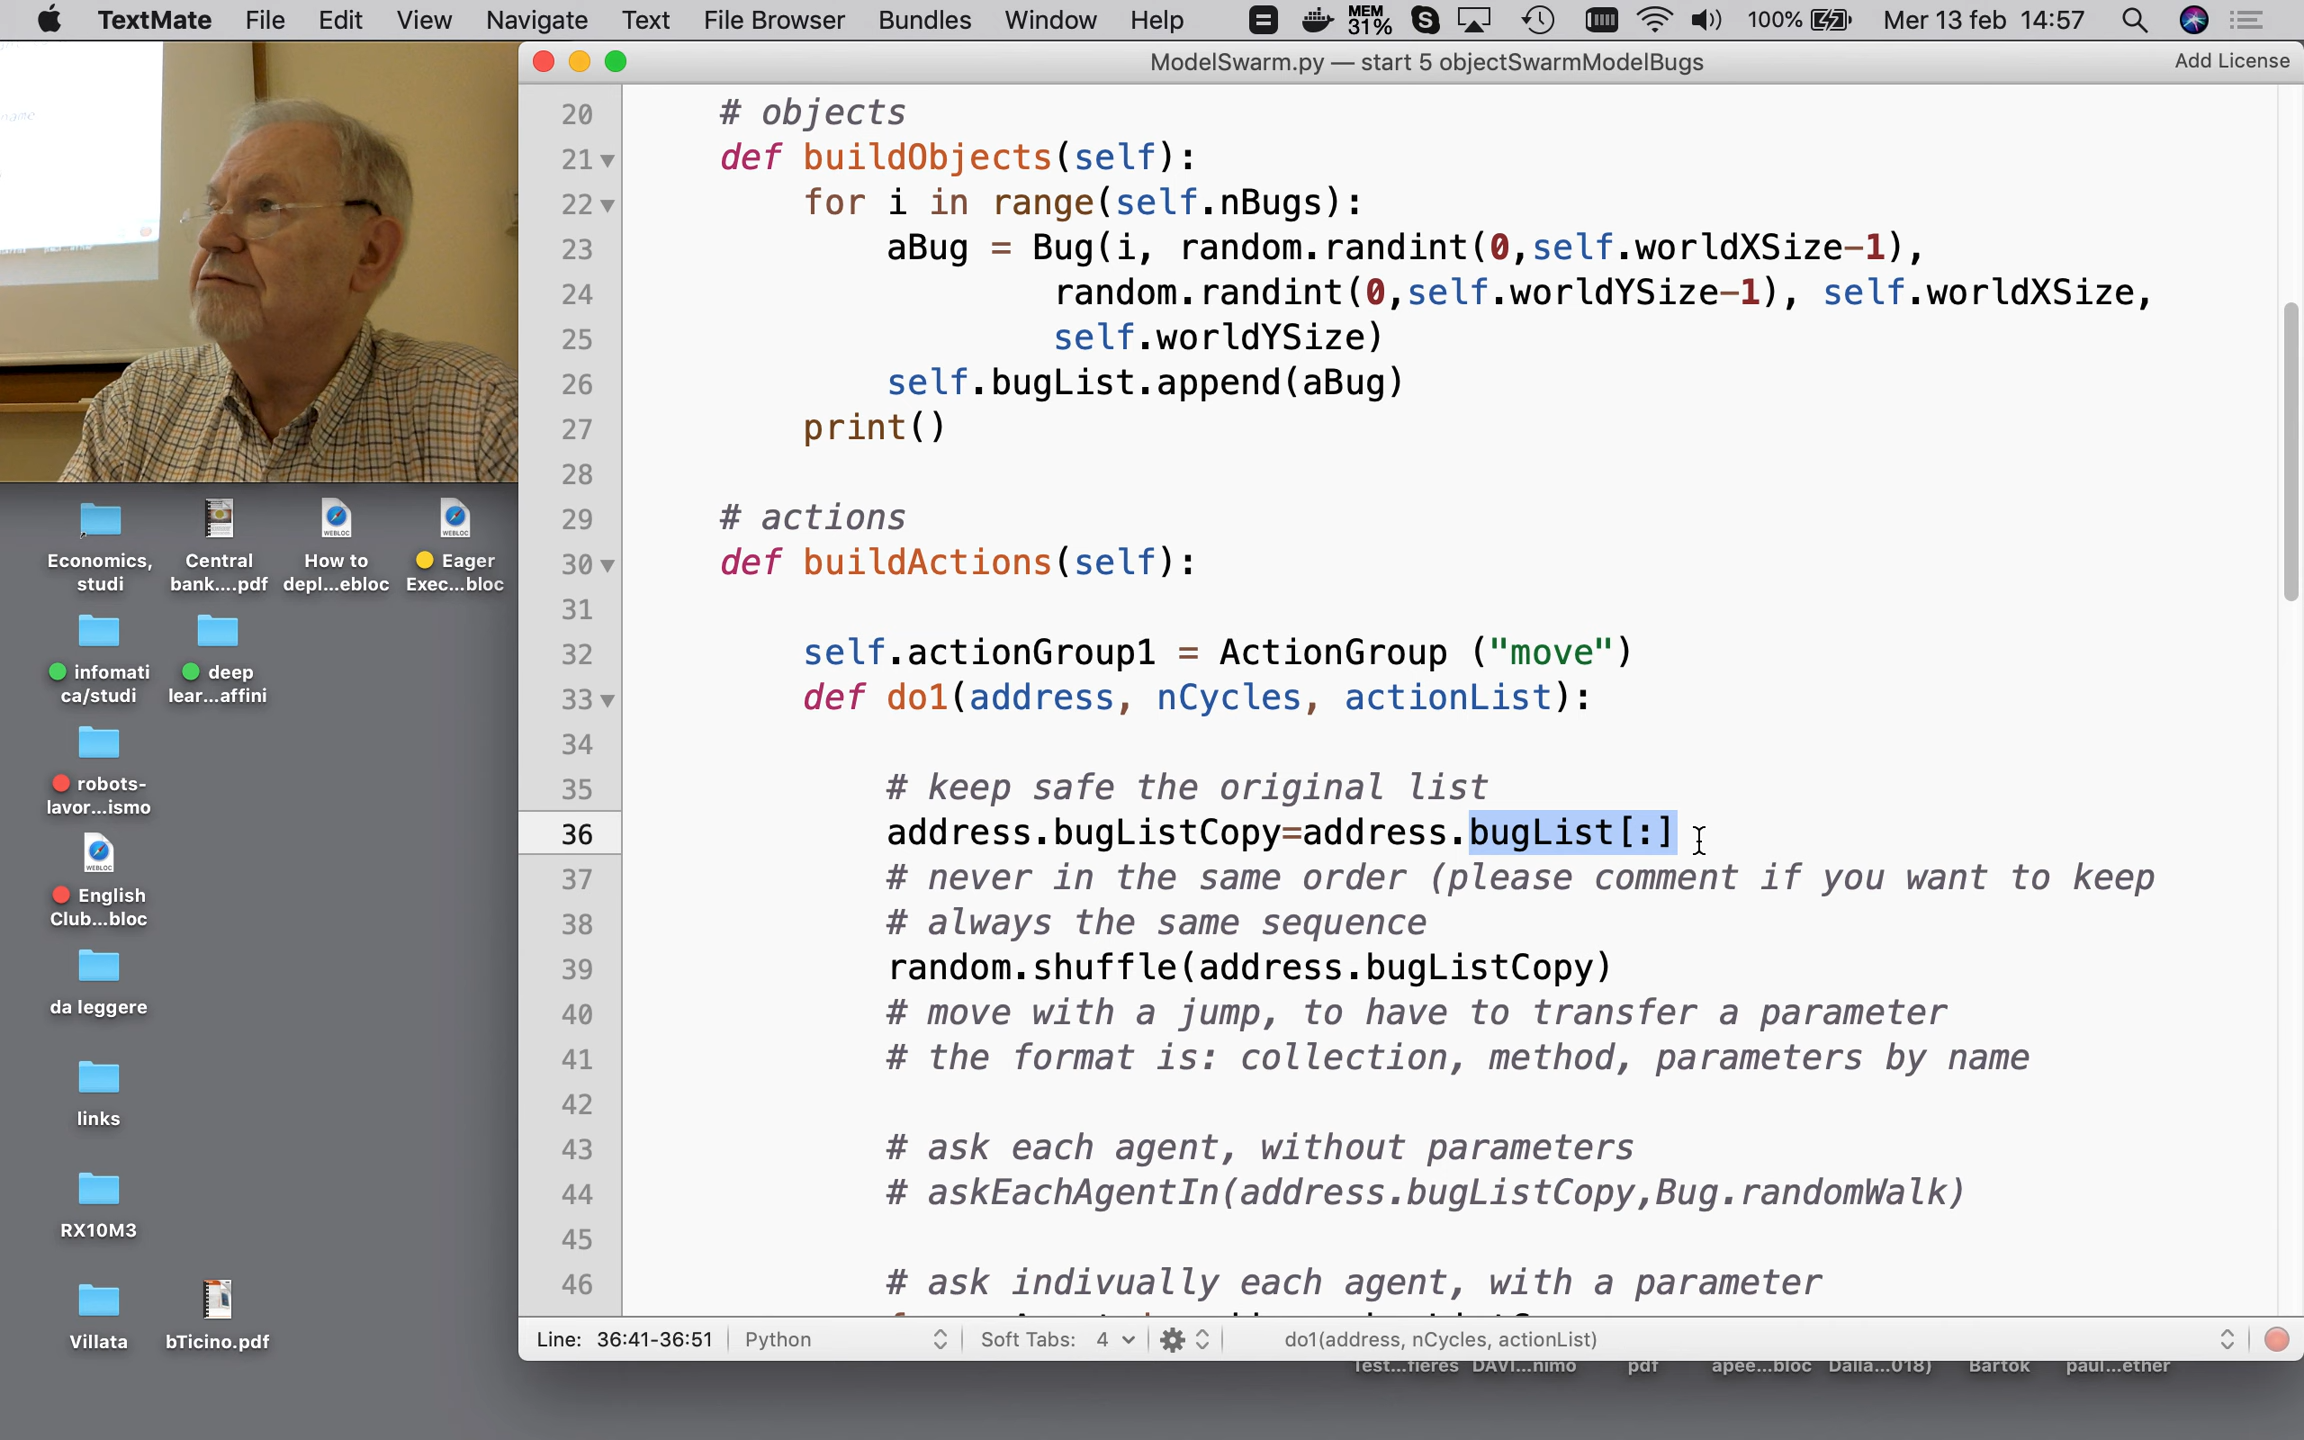 TextMate File Edit View Navigate Text File Browser Bundles Window Help MEM 31% 100% Mer 13 feb 14:57
ModelSwarm.py — start 5 objectSwarmModelBugs Add License
name
20 # objects
21 def buildObjects(self):
22 for i in range(self.nBugs):
23 aBug = Bug(i, random.randint(0,self.worldXSize-1),
24 random.randint(0,self.worldYSize-1), self.worldXSize,
25 self.worldYSize)
26 self.bugList.append(aBug)
27 print()
28
29 # actions
30 def buildActions(self):
31
32 self.actionGroup1 = ActionGroup ("move")
33 def do1(address, nCycles, actionList):
34
35 # keep safe the original list
36 address.bugListCopy=address.bugList[:]
37 # never in the same order (please comment if you want to keep
38 # always the same sequence
39 random.shuffle(address.bugListCopy)
40 # move with a jump, to have to transfer a parameter
41 # the format is: collection, method, parameters by name
42
43 # ask each agent, without parameters
44 # askEachAgentIn(address.bugListCopy,Bug.randomWalk)
45
46 # ask indivually each agent, with a parameter
Line: 36:41-36:51 Python Soft Tabs: 4 do1(address, nCycles, actionList)
Economics, studi
Central bank....pdf
WEBLOC
How to depl...ebloc
WEBLOC
Eager Exec...bloc
infomati ca/studi
deep lear...affini
robots- lavor...ismo
WEBLOC
English Club...bloc
da leggere
links
RX10M3
Villata
bTicino.pdf
Test...fieres DAVI...nimo pdf apee...bloc Dalla...018) Bartok paul...ether